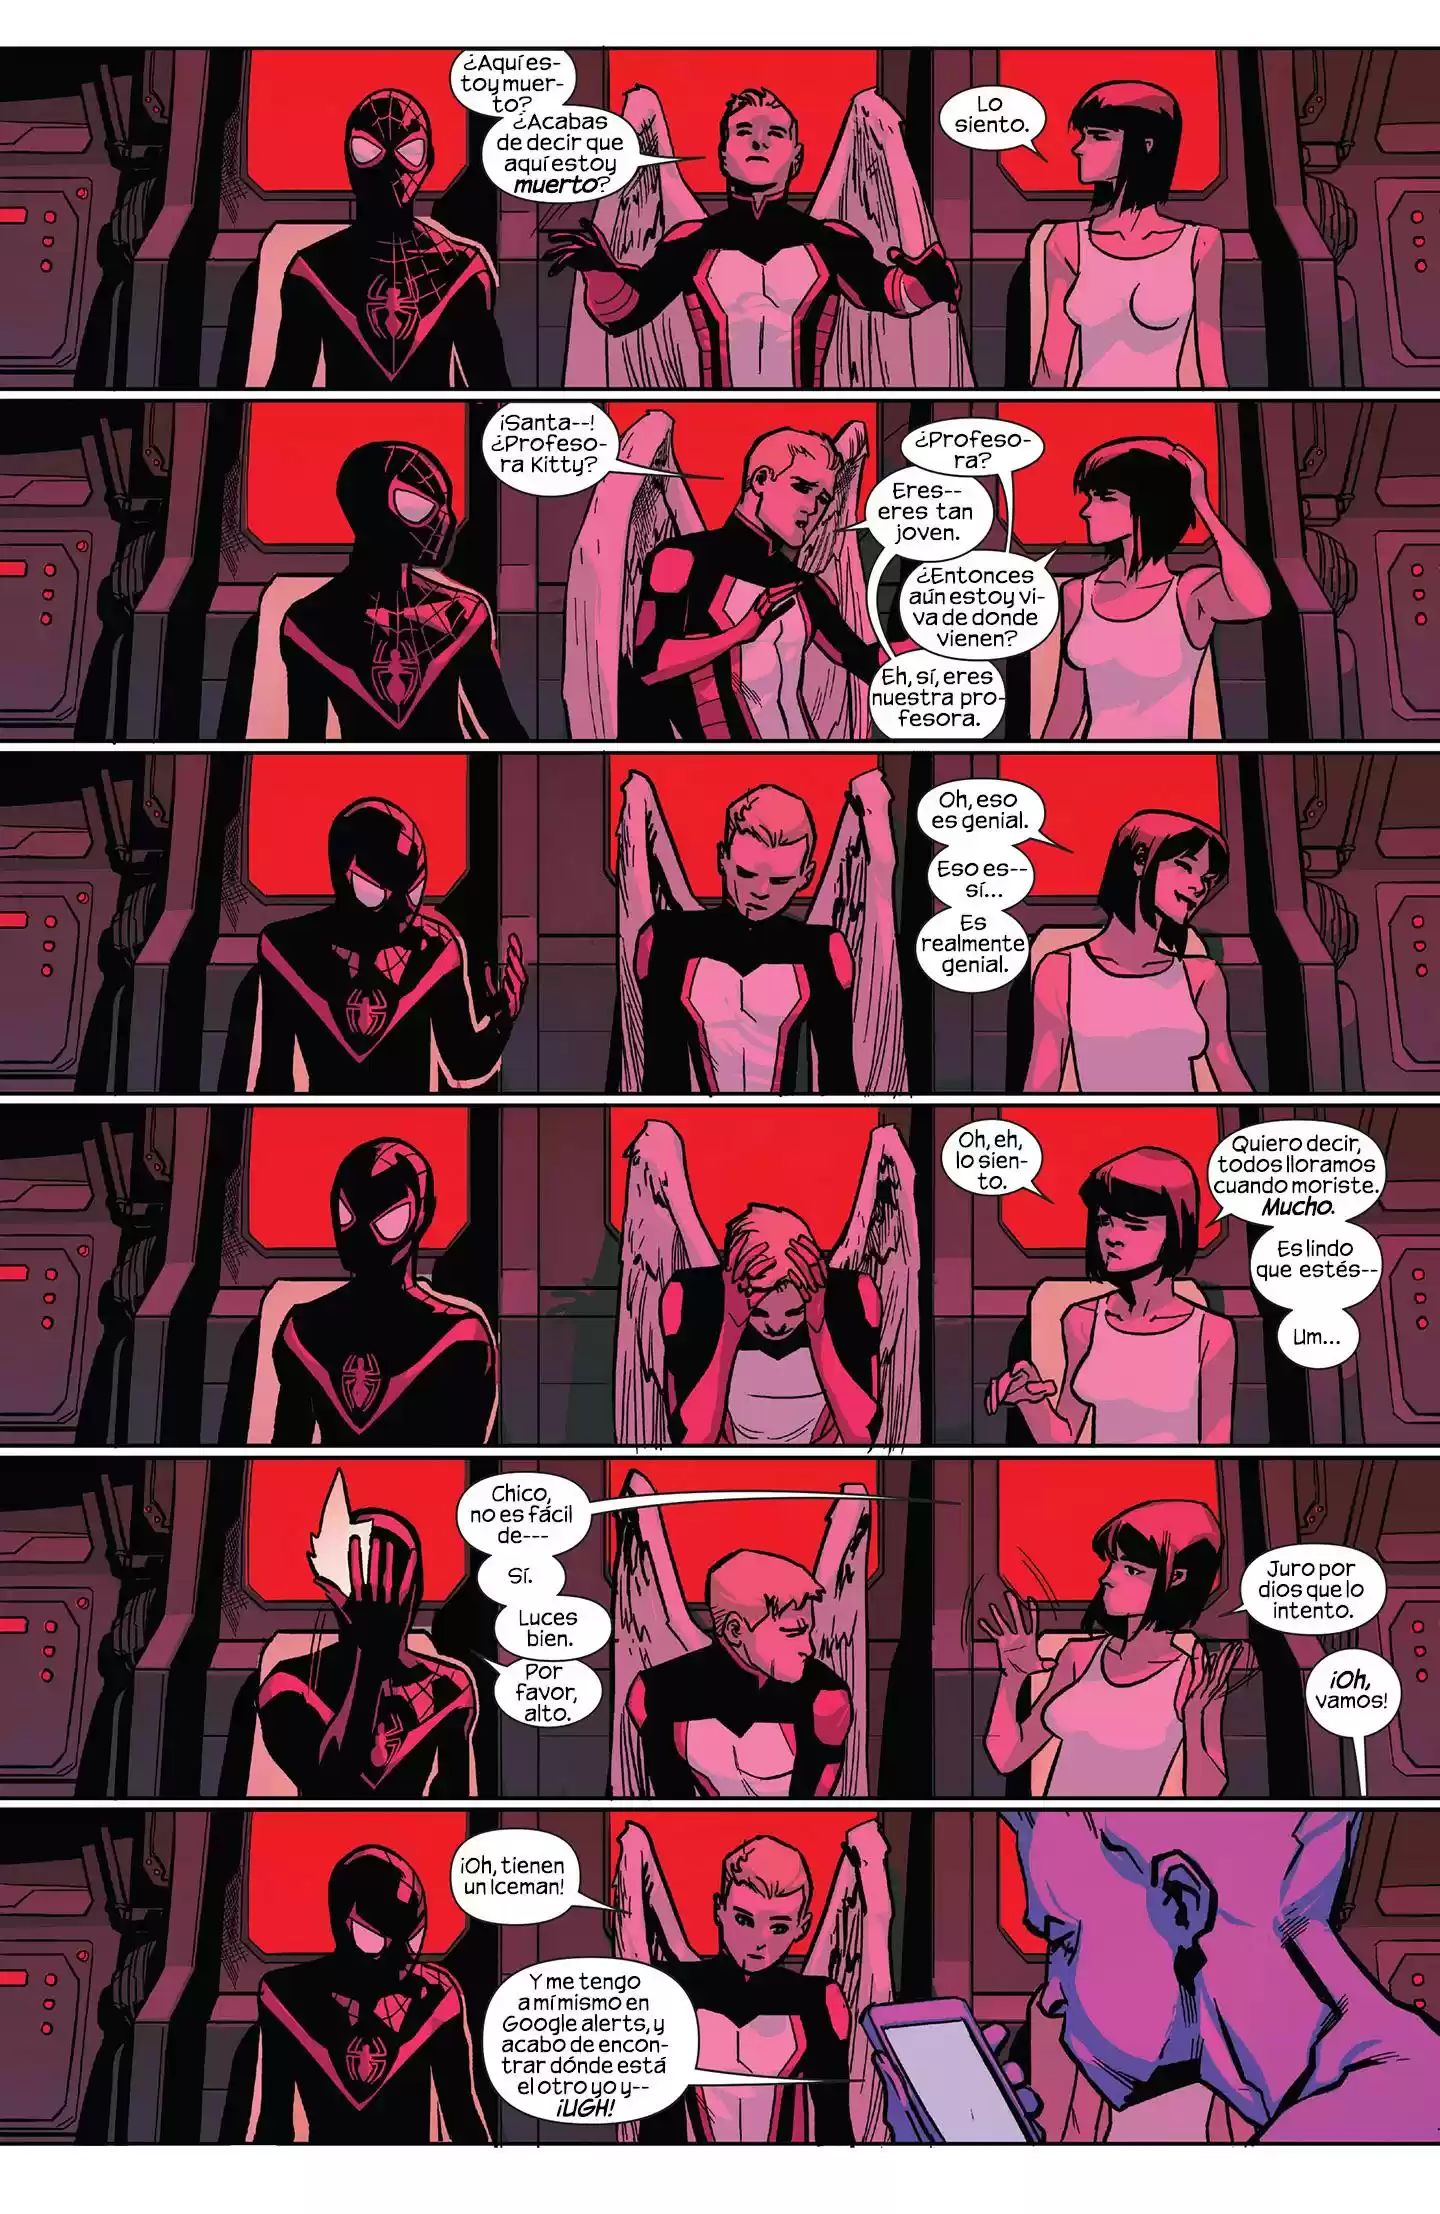 ¿Aquí es-
toy muer-
to?
¿Acabas
de decir que
aquí estoy
muerto?
Lo
siento.
¡Santa--!
¿Profeso-
ra Kitty?
¿Profeso-
ra?
Eres--
eres tan
joven.
¿Entonces
aún estoy vi-
va de donde
vienen?
Eh, sí, eres
nuestra pro-
fesora.
Oh, eso
es genial.
Eso es--
sí...
Es
realmente
genial.
Oh, eh,
lo sien-
to.
Quiero decir,
todos lloramos
cuando moriste.
Mucho.
Es lindo
que estés--
Um...
Chico,
no es fácil
de---
Sí.
Luces
bien.
Por
favor,
alto.
Juro por
dios que lo
intento.
¡Oh,
vamos!
¡Oh, tienen
un Iceman!
Y me tengo
a mí mismo en
Google alerts, y
acabo de encon-
trar dónde está
el otro yo y--
¡UGH!